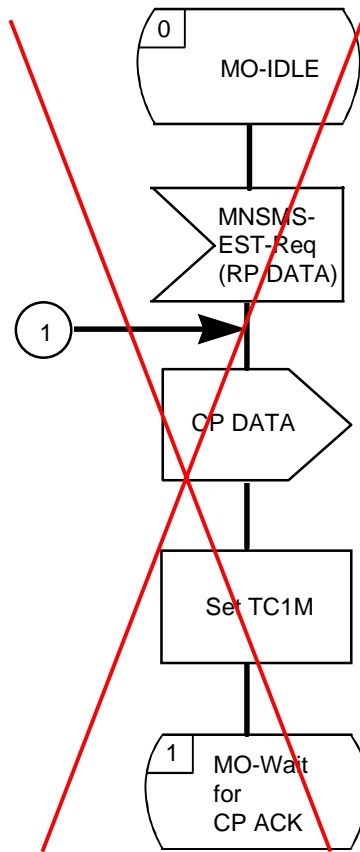 0
MO-IDLE
MNSMS-
EST-Req
(RP DATA)
1
CP DATA
Set TC1M
1
MO-Wait
for
CP ACK